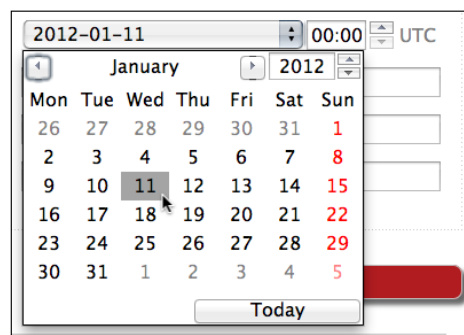 2012-01-11 00:00 UTC
January 2012
Mon Tue Wed Thu Fri Sat Sun
26 27 28 29 30 31 1
2 3 4 5 6 7 8
9 10 11 12 13 14 15
16 17 18 19 20 21 22
23 24 25 26 27 28 29
30 31 1 2 3 4 5
Today